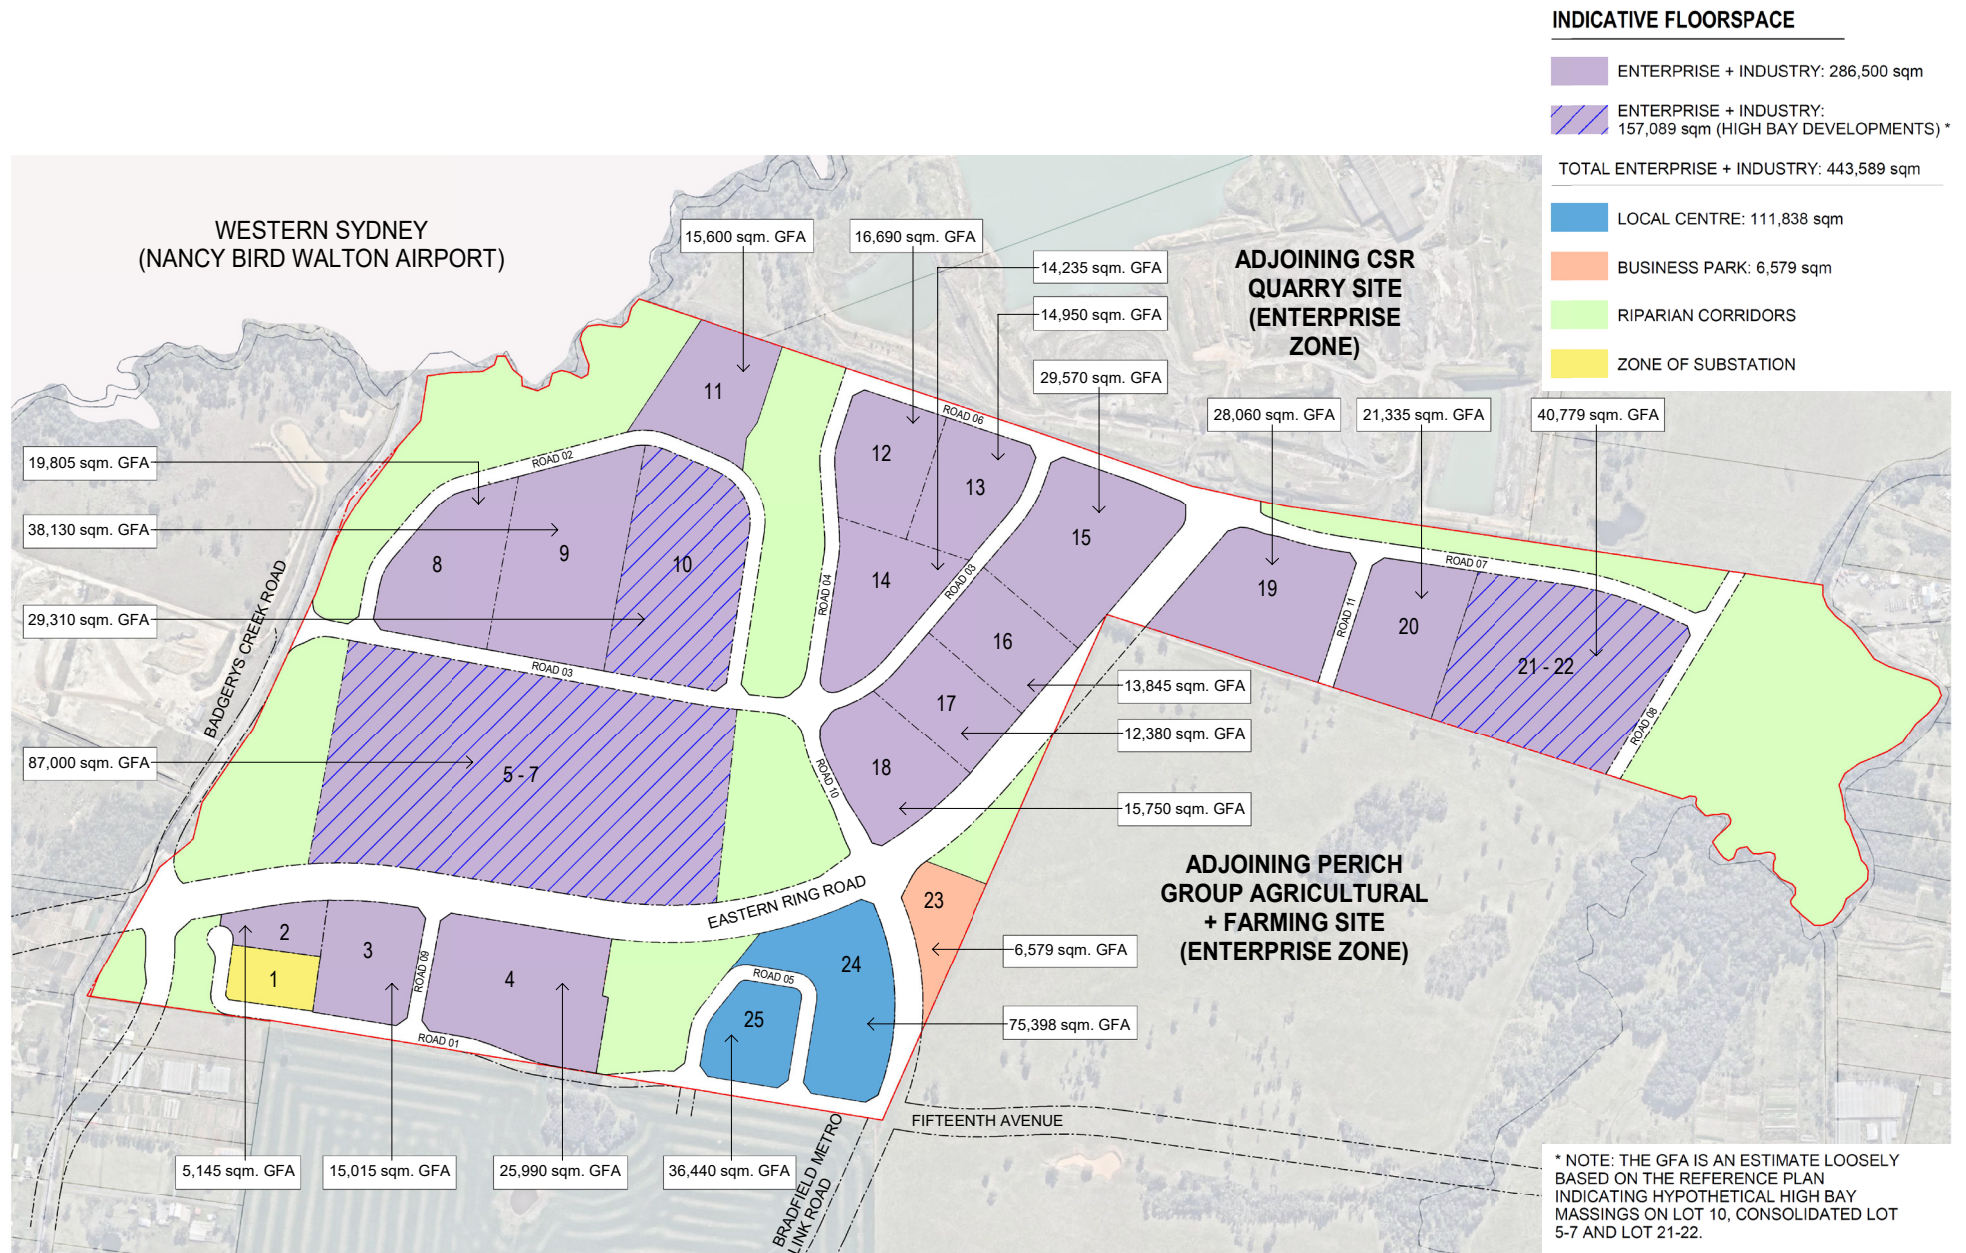 INDICATIVE FLOORSPACE
ENTERPRISE + INDUSTRY: 286,500 sqm
ENTERPRISE + INDUSTRY:
157,089 sqm (HIGH BAY DEVELOPMENTS) *
TOTAL ENTERPRISE + INDUSTRY: 443,589 sqm
LOCAL CENTRE: 111,838 sqm
BUSINESS PARK: 6,579 sqm
RIPARIAN CORRIDORS
ZONE OF SUBSTATION
WESTERN SYDNEY
(NANCY BIRD WALTON AIRPORT)
15,600 sqm. GFA
16,690 sqm. GFA
14,235 sqm. GFA
14,950 sqm. GFA
29,570 sqm. GFA
ADJOINING CSR
QUARRY SITE
(ENTERPRISE
ZONE)
28,060 sqm. GFA
21,335 sqm. GFA
40,779 sqm. GFA
19,805 sqm. GFA
38,130 sqm. GFA
29,310 sqm. GFA
87,000 sqm. GFA
11
ROAD 06
12
13
ROAD 02
8
9
10
14
15
ROAD 04
ROAD 03
16
17
18
19
ROAD 11
20
ROAD 07
21 - 22
ROAD 08
BADGERYS CREEK ROAD
ROAD 03
5 - 7
ROAD 10
13,845 sqm. GFA
12,380 sqm. GFA
15,750 sqm. GFA
ADJOINING PERICH
GROUP AGRICULTURAL
+ FARMING SITE
(ENTERPRISE ZONE)
EASTERN RING ROAD
23
2
3
1
ROAD 09
4
24
ROAD 05
25
6,579 sqm. GFA
75,398 sqm. GFA
ROAD 01
FIFTEENTH AVENUE
BRADFIELD METRO
LINK ROAD
5,145 sqm. GFA
15,015 sqm. GFA
25,990 sqm. GFA
36,440 sqm. GFA
* NOTE: THE GFA IS AN ESTIMATE LOOSELY
BASED ON THE REFERENCE PLAN
INDICATING HYPOTHETICAL HIGH BAY
MASSINGS ON LOT 10, CONSOLIDATED LOT
5-7 AND LOT 21-22.